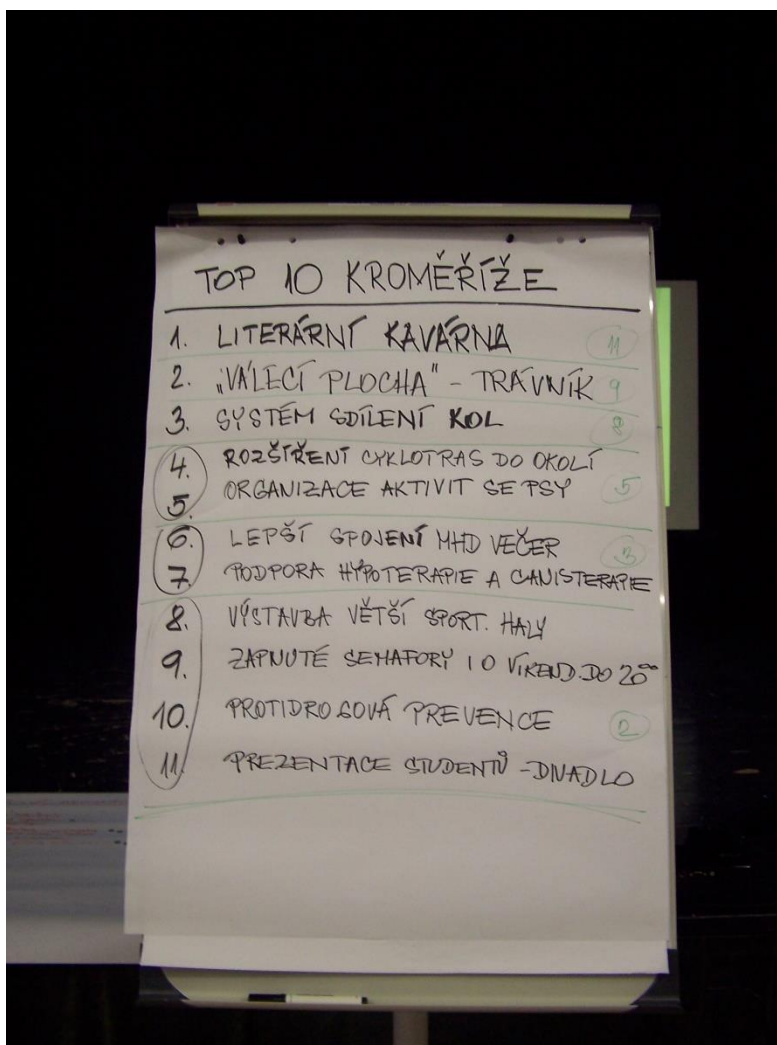 TOP 10 KROMĚŘÍŽE
1. LITERÁRNÍ KAVÁRNA 11
2. „VÁLECÍ PLOCHA" - TRÁVNÍK 9
3. SYSTÉM SDÍLENÍ KOL 8
4. ROZŠÍŘENÍ CYKLOTRAS DO OKOLÍ
5. ORGANIZACE AKTIVIT SE PSY 5
6. LEPŠÍ SPOJENÍ MHD VEČER 3
7. PODPORA HYPOTERAPIE A CANISTERAPIE
8. VÝSTAVBA VĚTŠÍ SPORT. HALY
9. ZAPNUTÉ SEMAFORY I O VÍKEND. DO 20⁰⁰
10. PROTIDROGOVÁ PREVENCE 2
11. PREZENTACE STUDENTŮ - DIVADLO